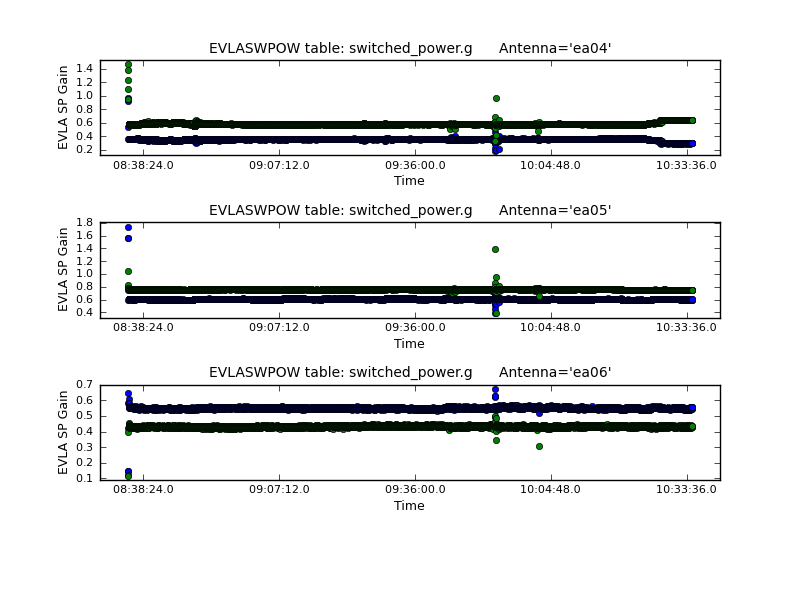 EVLASWPOW table: switched_power.g Antenna='ea04'
EVLA SP Gain
1.4
1.2
1.0
0.8
0.6
0.4
0.2
08:38:24.0 09:07:12.0 09:36:00.0 10:04:48.0 10:33:36.0
Time
EVLASWPOW table: switched_power.g Antenna='ea05'
EVLA SP Gain
1.8
1.6
1.4
1.2
1.0
0.8
0.6
0.4
08:38:24.0 09:07:12.0 09:36:00.0 10:04:48.0 10:33:36.0
Time
EVLASWPOW table: switched_power.g Antenna='ea06'
EVLA SP Gain
0.7
0.6
0.5
0.4
0.3
0.2
0.1
08:38:24.0 09:07:12.0 09:36:00.0 10:04:48.0 10:33:36.0
Time